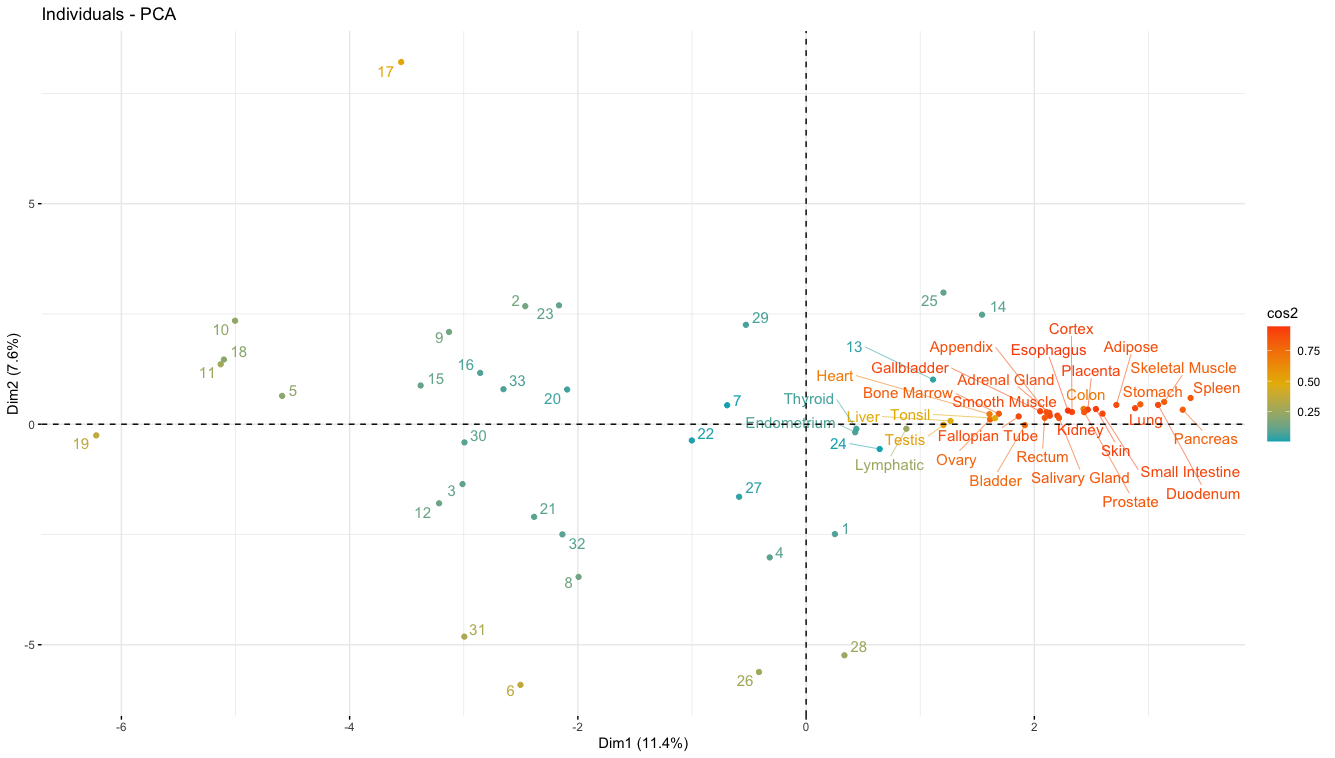 Individuals - PCA
17
5
25
14
2
23
29
10
9
18
11
16
33
15
20
5
13
7
Cortex
Appendix
Esophagus
Adipose
Gallbladder
Placenta
Skeletal Muscle
Heart
Adrenal Gland
Spleen
Bone Marrow
Colon
Stomach
Thyroid
Smooth Muscle
Liver
Tonsil
Lung
Endometrium
0
19
30
22
24
Testis
Fallopian Tube
Kidney
Pancreas
Lymphatic
Ovary
Rectum
Skin
Bladder
Salivary Gland
Small Intestine
Duodenum
Prostate
3
12
27
21
32
1
4
8
31
28
-5
26
6
-6
-4
-2
0
2
Dim1 (11.4%)
Dim2 (7.6%)
cos2
0.75
0.50
0.25